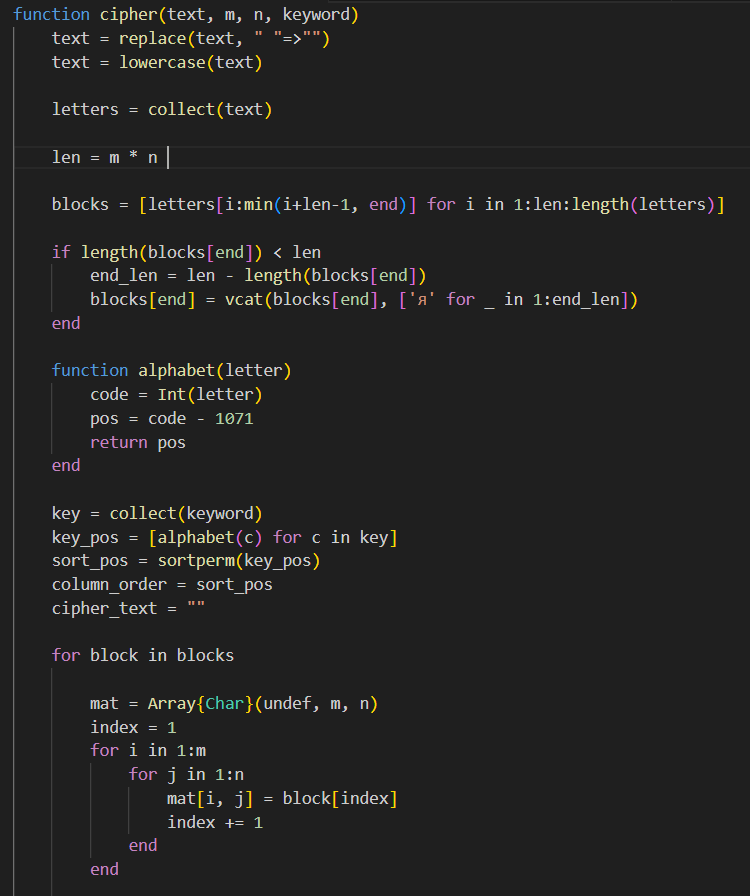 function cipher(text, m, n, keyword)
    text = replace(text, " "=>"")
    text = lowercase(text)

    letters = collect(text)

    len = m * n

    blocks = [letters[i:min(i+len-1, end)] for i in 1:len:length(letters)]

    if length(blocks[end]) < len
        end_len = len - length(blocks[end])
        blocks[end] = vcat(blocks[end], ['я' for _ in 1:end_len])
    end

    function alphabet(letter)
        code = Int(letter)
        pos = code - 1071
        return pos
    end

    key = collect(keyword)
    key_pos = [alphabet(c) for c in key]
    sort_pos = sortperm(key_pos)
    column_order = sort_pos
    cipher_text = ""

    for block in blocks

        mat = Array{Char}(undef, m, n)
        index = 1
        for i in 1:m
            for j in 1:n
                mat[i, j] = block[index]
                index += 1
            end
        end